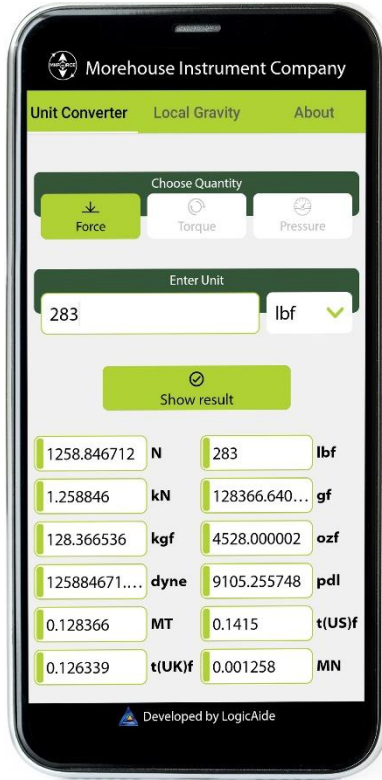 Morehouse Instrument Company
Unit Converter Local Gravity About
Choose Quantity
Force Torque Pressure
Enter Unit
283 lbf
Show result
1258.846712 N 283 lbf
1.258846 kN 128366.640... gf
128.366536 kgf 4528.000002 ozf
125884671.... dyne 9105.255748 pdl
0.128366 MT 0.1415 t(US)f
0.126339 t(UK)f 0.001258 MN
Developed by LogicAide